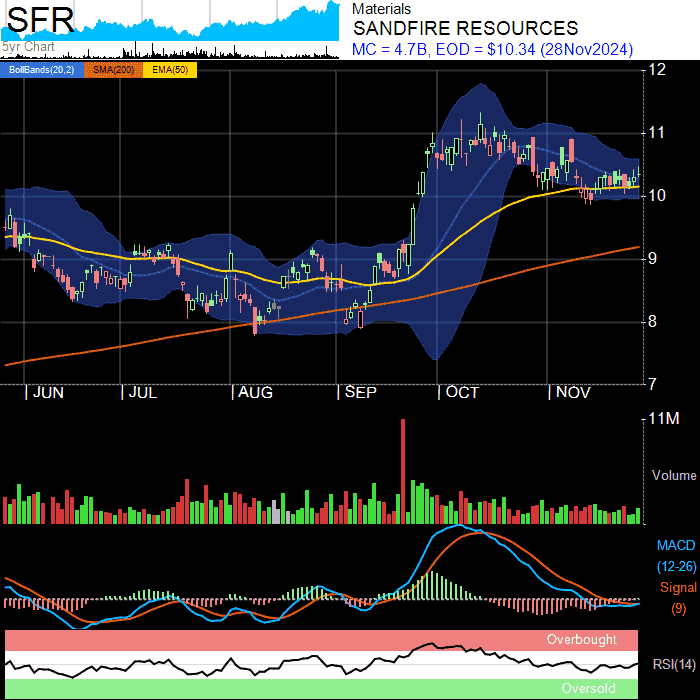 SFR
5yr Chart
Materials
SANDFIRE RESOURCES
MC = 4.7B, EOD = $10.34 (28Nov2024)
BollBands(20,2) SMA(200) EMA(50)
12
11
10
9
8
7
JUN JUL AUG SEP OCT NOV
11M
Volume
MACD
(12-26)
Signal
(9)
Overbought
RSI(14)
Oversold